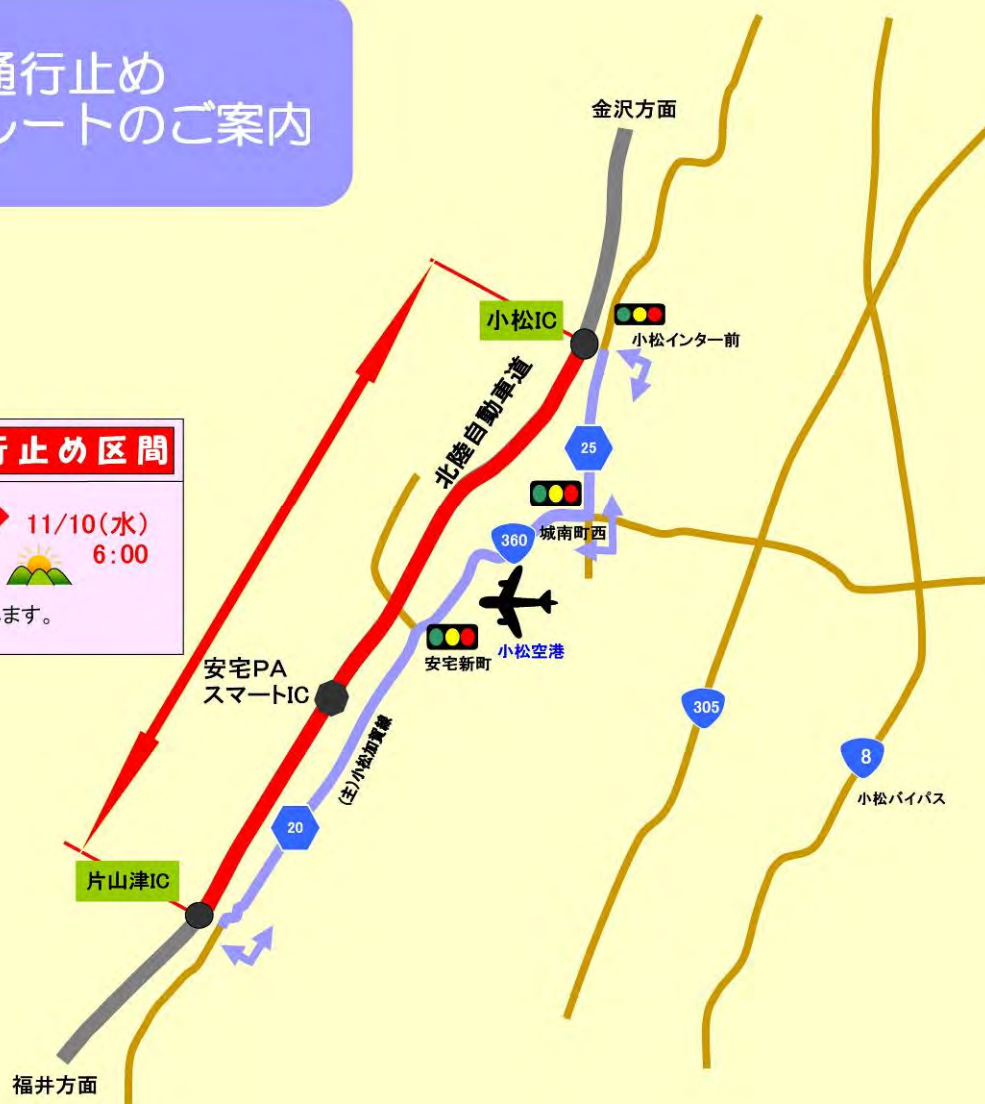 通行止め
ルートのご案内
金沢方面
小松IC
小松インター前
北陸自動車道
25
行止め区間
11/10(水)
6:00
ます。
城南町西
360
安宅新町
小松空港
安宅PA
スマートIC
(主)小松加賀線
305
8
小松バイパス
20
片山津IC
福井方面